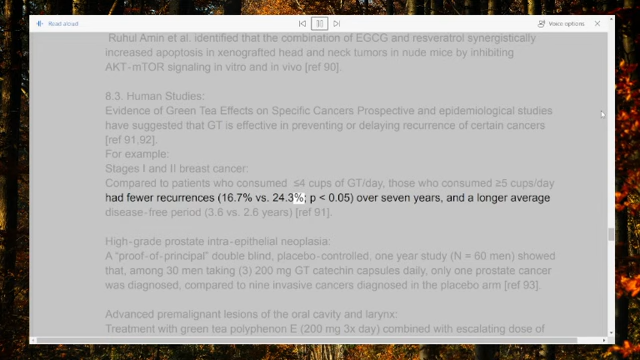 Read aloud
Voice options
Ruhul Amin et al. identified that the combination of EGCG and resveratrol synergistically
increased apoptosis in xenografted head and neck tumors in nude mice by inhibiting
AKT-mTOR signaling in vitro and in vivo [ref 90].
8.3. Human Studies:
Evidence of Green Tea Effects on Specific Cancers Prospective and epidemiological studies
have suggested that GT is effective in preventing or delaying recurrence of certain cancers
[ref 91.92].
For example:
Stages I and II breast cancer:
Compared to patients who consumed ≤4 cups of GT/day, those who consumed ≥5 cups/day
had fewer recurrences (16.7% vs. 24.3%; p < 0.05) over seven years, and a longer average
disease-free period (3.6 vs. 2.6 years) [ref 91].
High-grade prostate intra-epithelial neoplasia:
A “proof-of-principal” double blind, placebo-controlled, one year study (N = 60 men) showed
that, among 30 men taking (3) 200 mg GT catechin capsules daily, only one prostate cancer
was diagnosed, compared to nine invasive cancers diagnosed in the placebo arm [ref 93].
Advanced premalignant lesions of the oral cavity and larynx:
Treatment with green tea polyphenon E (200 mg 3x day) combined with escalating dose of